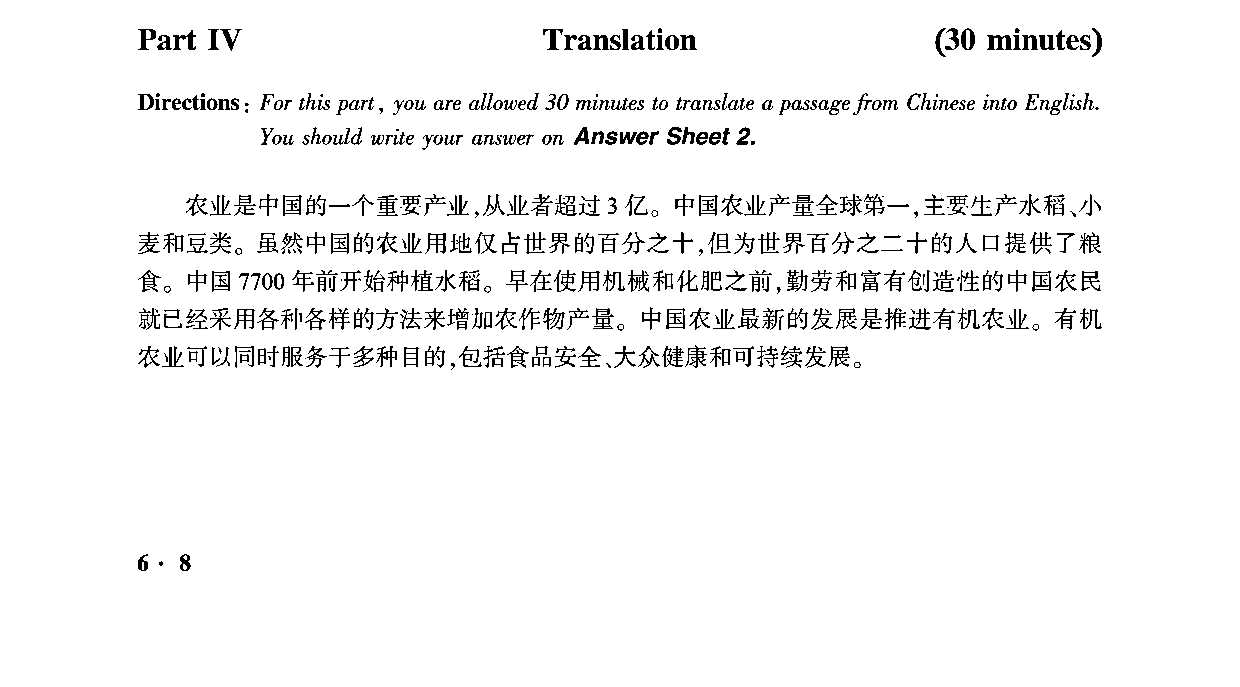 Part IV Translation (30 minutes)
Directions: For this part, you are allowed 30 minutes to translate a passage from Chinese into English.
You should write your answer on Answer Sheet 2.
农业是中国的一个重要产业,从业者超过3亿。中国农业产量全球第一,主要生产水稻、小
麦和豆类。虽然中国的农业用地仅占世界的百分之十,但为世界百分之二十的人口提供了粮
食。中国7700年前开始种植水稻。早在使用机械和化肥之前,勤劳和富有创造性的中国农民
就已经采用各种各样的方法来增加农作物产量。中国农业最新的发展是推进有机农业。有机
农业可以同时服务于多种目的,包括食品安全、大众健康和可持续发展。
6· 8